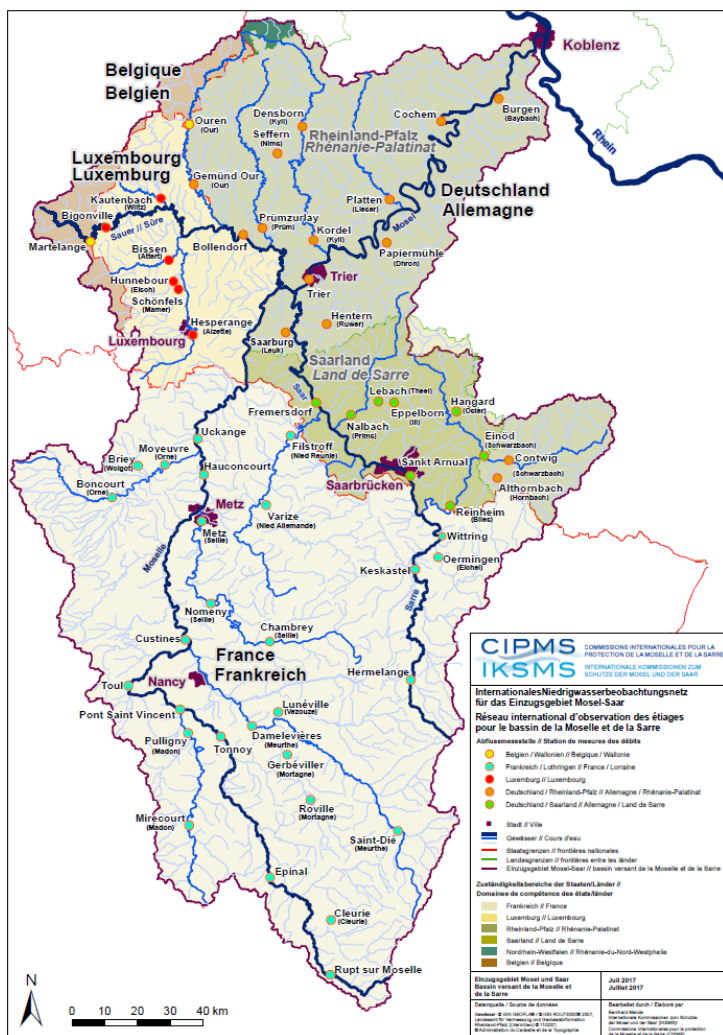 Koblenz
Belgique
Belgien
Burgen
(Baybach)
Cochem
Densborn
(Kyll)
Ouren
(Our)
Seffern
(Nims)
Rheinland-Pfalz
Rhénanie-Palatinat
Rhein
Luxembourg
Luxemburg
Gemünd Our
(Our)
Deutschland
Allemagne
Kautenbach
(Wiltz)
Platten
(Lieser)
Bigonville
Sauer // Sûre
Prümzurlay
(Prüm)
Mosel
Martelange
Bissen
(Attert)
Bollendorf
Kordel
(Kyll)
Papiermühle
(Dhron)
Hunnebour
(Eisch)
Trier
Trier
Schönfels
(Mamer)
Hentern
(Ruwer)
Hesperange
(Alzette)
Luxembourg
Saarburg
(Leuk)
Saarland
Land de Sarre
Saar
Lebach (Theel)
Hangard
(Oster)
Fremersdorf
Eppelborn
(Ill)
Nalbach
(Prims)
Uckange
Filstroff
(Nied Reunie)
Einöd
(Schwarzbach)
Moyeuvre
(Orne)
Briey
(Woigot)
Contwig
(Schwarzbach)
Hauconcourt
Sankt Arnual
Boncourt
(Orne)
Saarbrücken
Althornbach
(Hornbach)
Metz
Varize
(Nied Allemande)
Reinheim
(Blies)
Metz
(Seille)
Wittring
Moselle
Oermingen
(Eichel)
Keskastel
Sarre
Nomeny
(Seille)
Chambrey
(Seille)
Custines
France
Frankreich
Hermelange
Toul
Nancy
Lunéville
(Vezouze)
Pont Saint Vincent
Damelevières
(Meurthe)
Pulligny
(Madon)
Tonnoy
Gerbéviller
(Mortagne)
Roville
(Mortagne)
Mirecourt
(Madon)
Saint-Dié
(Meurthe)
Epinal
Cleurie
(Cleurie)
Rupt sur Moselle
N
0 10 20 40 km
CIPMS
COMMISSIONS INTERNATIONALES POUR LA
PROTECTION DE LA MOSELLE ET DE LA SARRE
IKSMS
INTERNATIONALE KOMMISSIONEN ZUM
SCHUTZE DER MOSEL UND DER SAAR
InternationalesNiedrigwasserbeobachtungsnetz
für das Einzugsgebiet Mosel-Saar
Réseau international d'observation des étiages
pour le bassin de la Moselle et de la Sarre
Abflussmessstelle // Station de mesures des débits
Belgien / Wallonien // Belgique / Wallonie
Frankreich / Lothringen // France / Lorraine
Luxemburg // Luxembourg
Deutschland / Rheinland-Pfalz // Allemagne / Rhénanie-Palatinat
Deutschland / Saarland // Allemagne / Land de Sarre
Stadt // Ville
Gewässer // Cours d'eau
Staatsgrenzen // frontières nationales
Landesgrenzen // frontières entre les länder
Einzugsgebiet Mosel-Saar // bassin versant de la Moselle et de la Sarre
Zuständigkeitsbereiche der Staaten/Länder //
Domaines de compétence des états/länder
Frankreich // France
Luxemburg // Luxembourg
Rheinland-Pfalz // Rhénanie-Palatinat
Saarland // Land de Sarre
Nordrhein-Westfalen // Rhénanie-du-Nord-Westphalie
Belgien // Belgique
Einzugsgebiet Mosel und Saar
Bassin versant de la Moselle et
de la Sarre
Juli 2017
Juillet 2017
Datenquelle / Source de données
Bearbeitet durch / Elaboré par